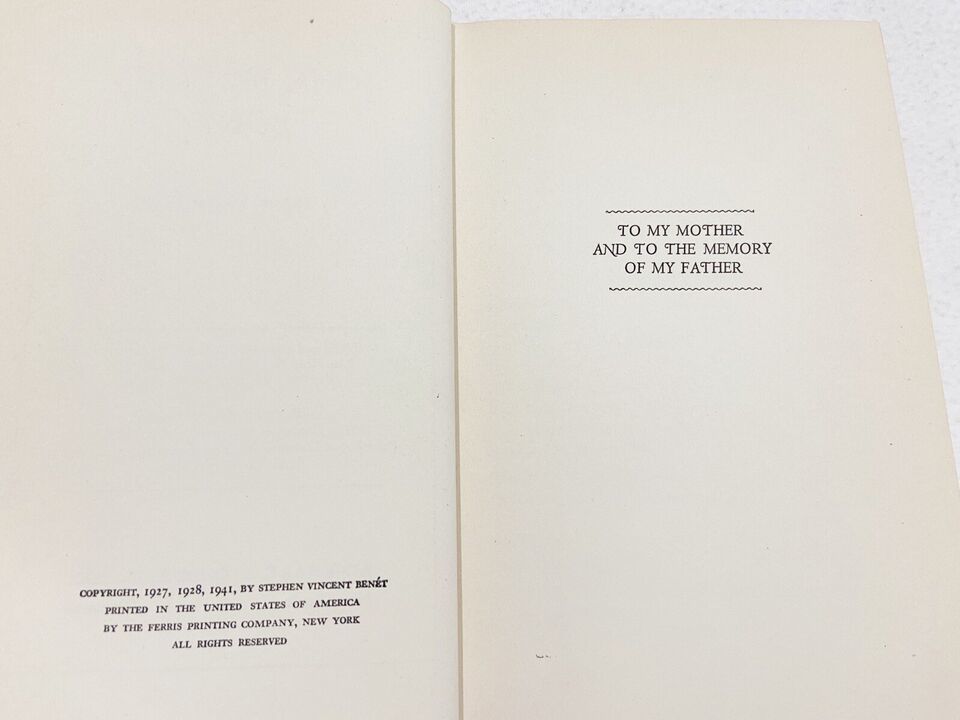 COPYRIGHT, 1927, 1928, 1941, BY STEPHEN VINCENT BENÉT
PRINTED IN THE UNITED STATES OF AMERICA
BY THE FERRIS PRINTING COMPANY, NEW YORK
ALL RIGHTS RESERVED
TO MY MOTHER
AND TO THE MEMORY
OF MY FATHER